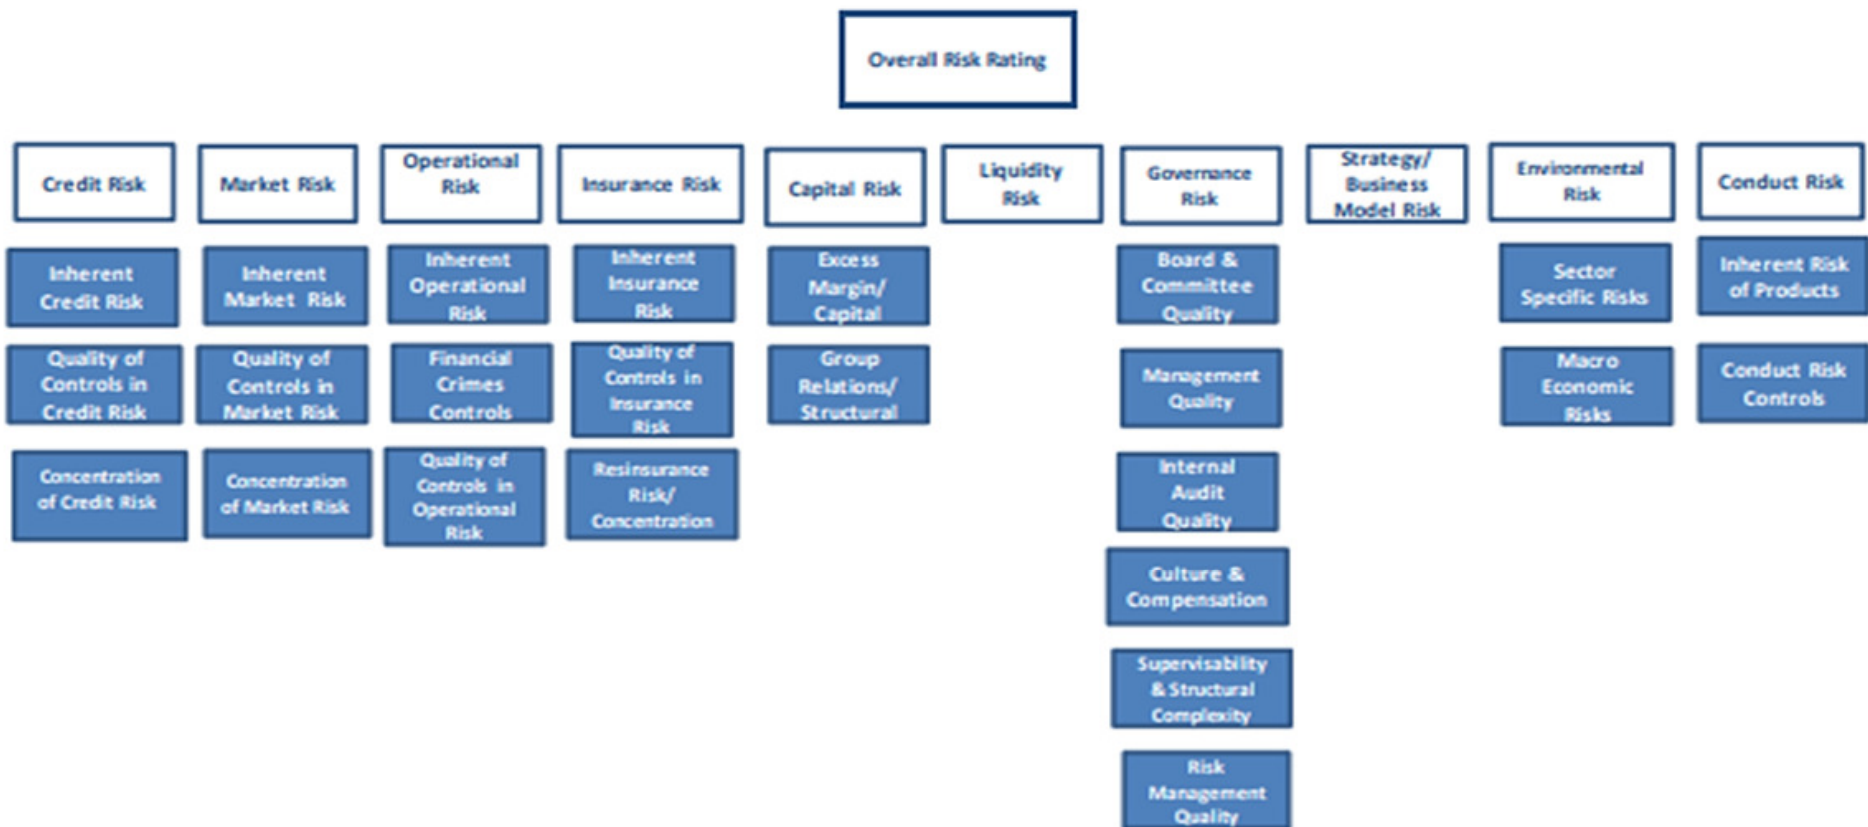 Overall Risk Rating
Credit Risk
Market Risk
Operational
Risk
Insurance Risk
Capital Risk
Liquidity
Risk
Governance
Risk
Strategy/
Business
Model Risk
Environmental
Risk
Conduct Risk
Inherent
Credit Risk
Inherent
Market Risk
Inherent
Operational
Risk
Inherent
Insurance
Risk
Excess
Margin/
Capital
Board &
Committee
Quality
Sector
Specific Risks
Inherent Risk
of Products
Quality of
Controls in
Credit Risk
Quality of
Controls in
Market Risk
Financial
Crimes
Controls
Quality of
Controls in
Insurance
Risk
Group
Relations/
Structural
Management
Quality
Macro
Economic
Risks
Conduct Risk
Controls
Concentration
of Credit Risk
Concentration
of Market Risk
Quality of
Controls in
Operational
Risk
Resinsurance
Risk/
Concentration
Internal
Audit
Quality
Culture &
Compensation
Supervisability
& Structural
Complexity
Risk
Management
Quality